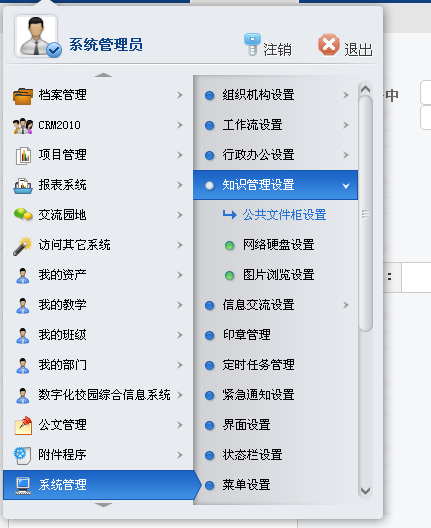 系统管理员
注销
退出
档案管理
CRM2010
项目管理
报表系统
交流园地
访问其它系统
我的资产
我的教学
我的班级
我的部门
数字化校园综合信息系统
公文管理
附件程序
系统管理
组织机构设置
工作流设置
行政办公设置
知识管理设置
公共文件柜设置
网络硬盘设置
图片浏览设置
信息交流设置
印章管理
定时任务管理
紧急通知设置
界面设置
状态栏设置
菜单设置
中
: